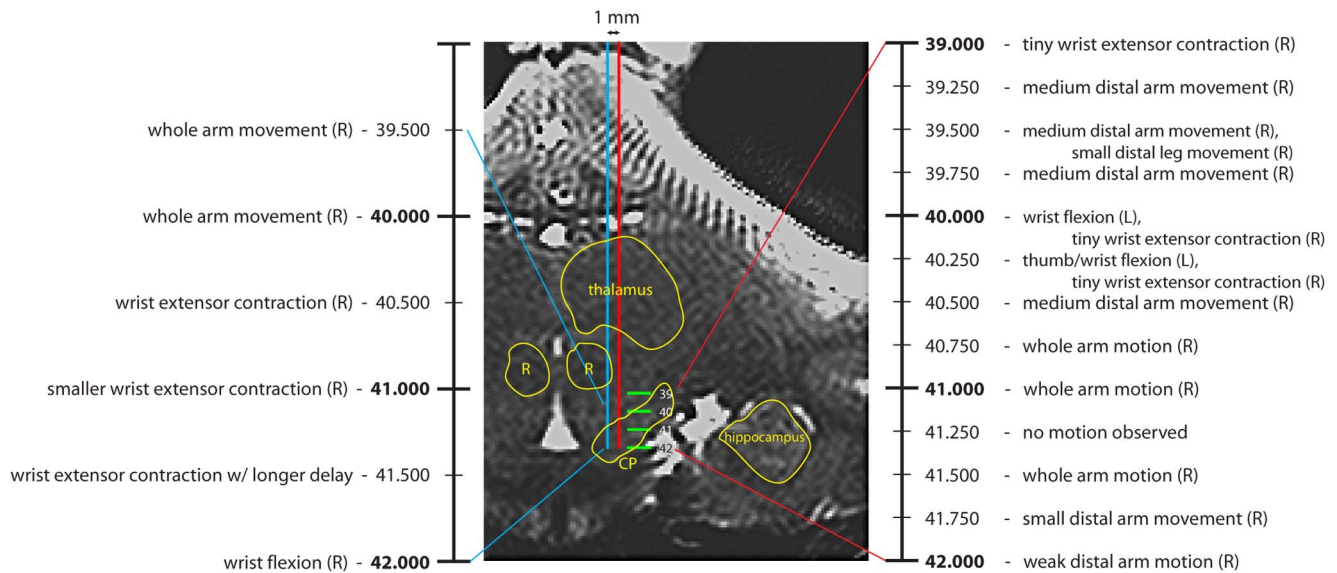 1 mm
whole arm movement (R) - 39.500
whole arm movement (R) - 40.000
wrist extensor contraction (R) - 40.500
smaller wrist extensor contraction (R) - 41.000
wrist extensor contraction w/ longer delay - 41.500
wrist flexion (R) - 42.000
thalamus
R R
39
40
41
42
CP
hippocampus
39.000 - tiny wrist extensor contraction (R)
39.250 - medium distal arm movement (R)
39.500 - medium distal arm movement (R),
small distal leg movement (R)
39.750 - medium distal arm movement (R)
40.000 - wrist flexion (L),
tiny wrist extensor contraction (R)
40.250 - thumb/wrist flexion (L),
tiny wrist extensor contraction (R)
40.500 - medium distal arm movement (R)
40.750 - whole arm motion (R)
41.000 - whole arm motion (R)
41.250 - no motion observed
41.500 - whole arm motion (R)
41.750 - small distal arm movement (R)
42.000 - weak distal arm motion (R)